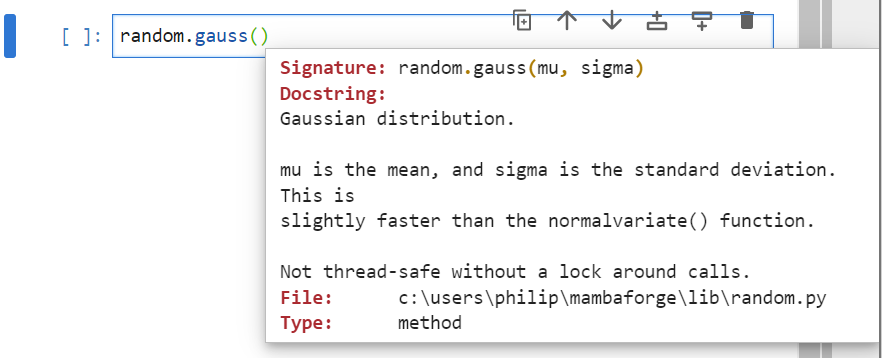 [ ]: random.gauss()
Signature: random.gauss(mu, sigma)
Docstring:
Gaussian distribution.
mu is the mean, and sigma is the standard deviation.
This is
slightly faster than the normalvariate() function.
Not thread-safe without a lock around calls.
File: c:\users\philip\mambaforge\lib\random.py
Type: method